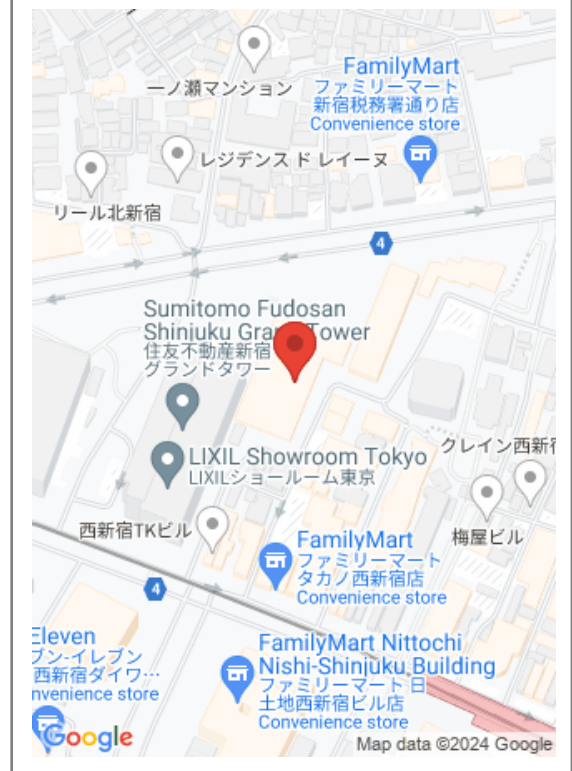 一ノ瀬マンション
FamilyMart
ファミリーマート
新宿税務署通り店
Convenience store
レジデンス ド レイーヌ
リール北新宿
4
Sumitomo Fudosan
Shinjuku Grand Tower
住友不動産新宿
グランドタワー
LIXIL Showroom Tokyo
LIXILショールーム東京
クレイン西新
西新宿TKビル
梅屋ビル
FamilyMart
ファミリーマート
タカノ西新宿店
Convenience store
4
Eleven
ブン-イレブン
西新宿ダイワ…
nvenience store
FamilyMart Nittochi
Nishi-Shinjuku Building
ファミリーマート 日
土地西新宿ビル店
Convenience store
Google
Map data ©2024 Google